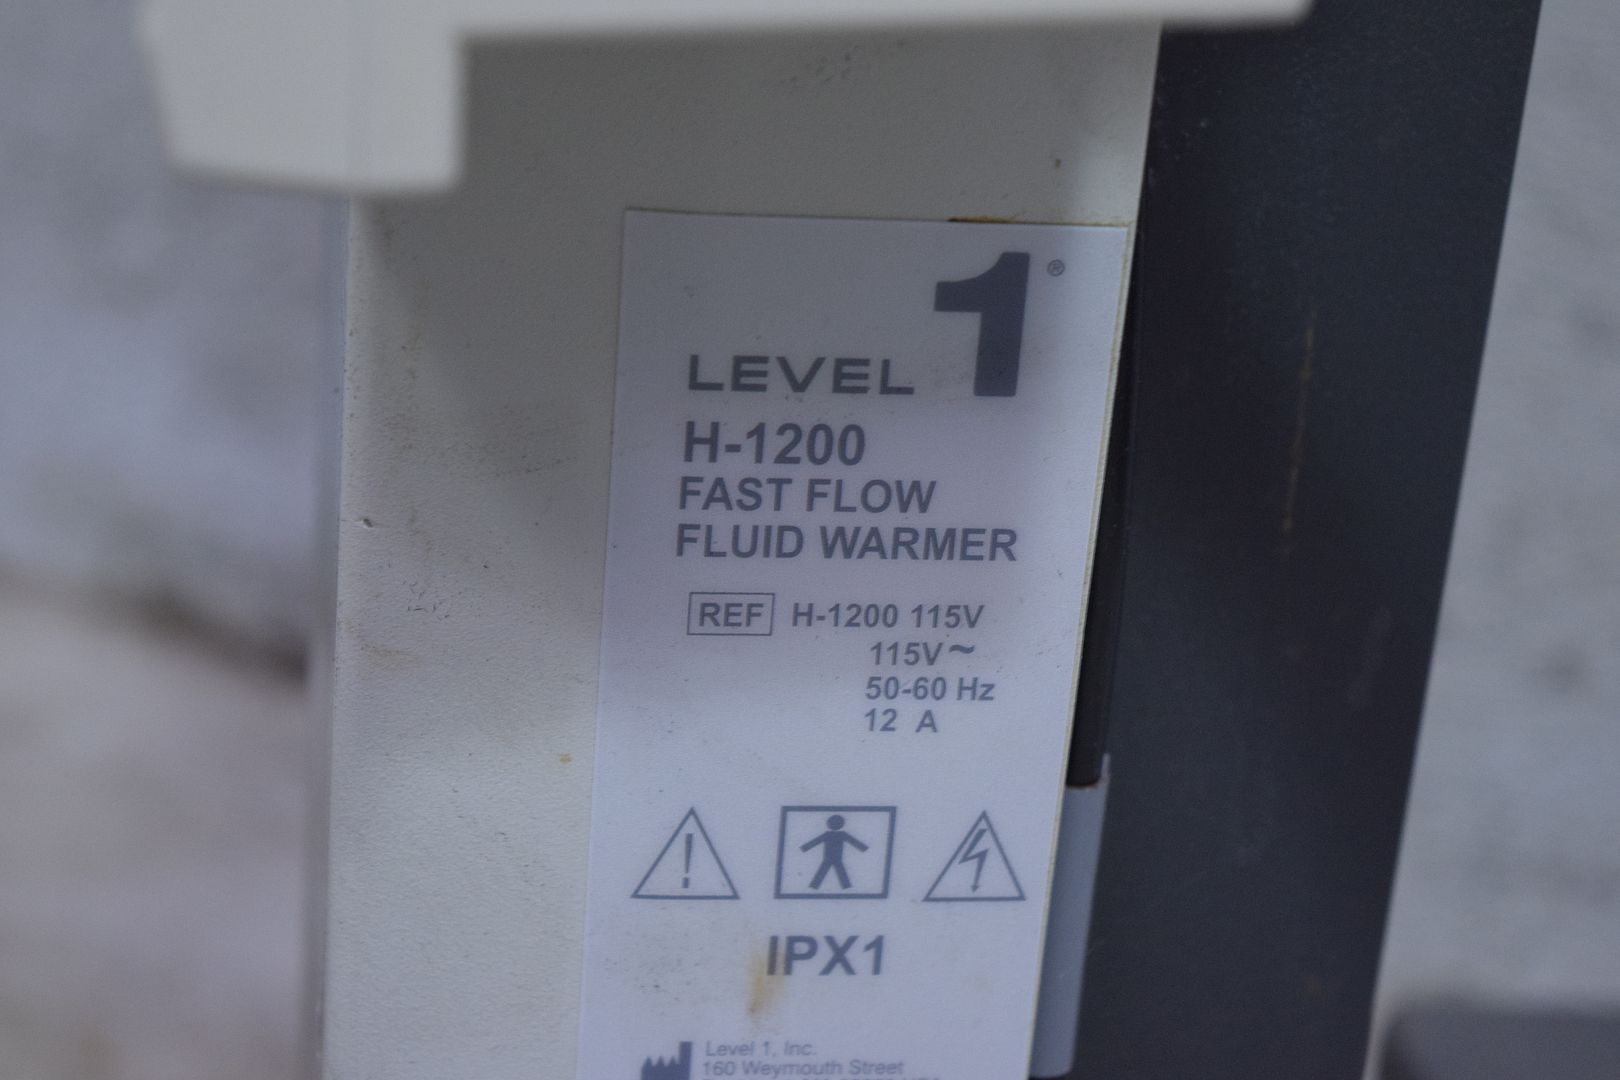 LEVEL 1®
H-1200
FAST FLOW
FLUID WARMER
REF H-1200 115V
115V~
50-60 Hz
12 A
IPX1
Level 1, Inc.
160 Weymouth Street